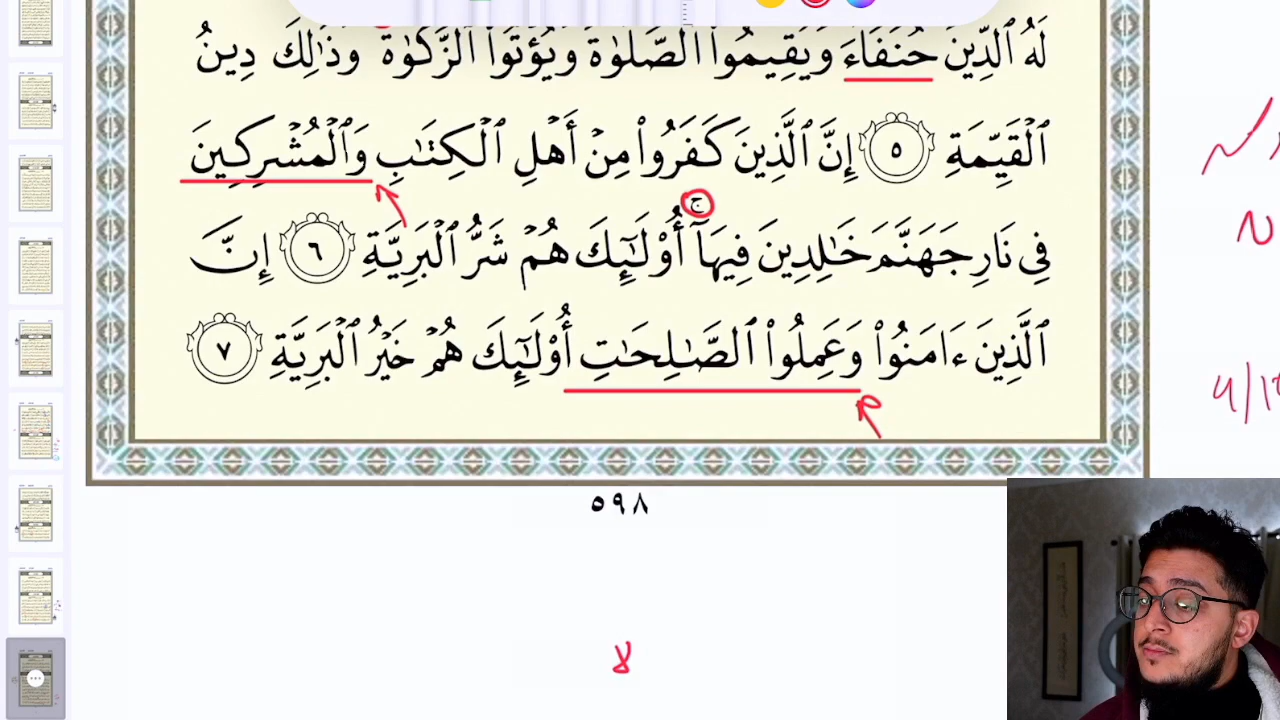 لَهُ ٱلدِّينَ حُنَفَآءَ وَيُقِيمُوا۟ ٱلصَّلَوٰةَ وَيُؤْتُوا۟ ٱلزَّكَوٰةَ وَذَٰلِكَ دِينُ
ٱلْقَيِّمَةِ ٥ إِنَّ ٱلَّذِينَ كَفَرُوا۟ مِنْ أَهْلِ ٱلْكِتَـٰبِ وَٱلْمُشْرِكِينَ
فِى نَارِ جَهَنَّمَ خَـٰلِدِينَ فِيهَآ ۚ أُو۟لَـٰٓئِكَ هُمْ شَرُّ ٱلْبَرِيَّةِ ٦ إِنَّ
ٱلَّذِينَ ءَامَنُوا۟ وَعَمِلُوا۟ ٱلصَّـٰلِحَـٰتِ أُو۟لَـٰٓئِكَ هُمْ خَيْرُ ٱلْبَرِيَّةِ ٧
٥٩٨
لا